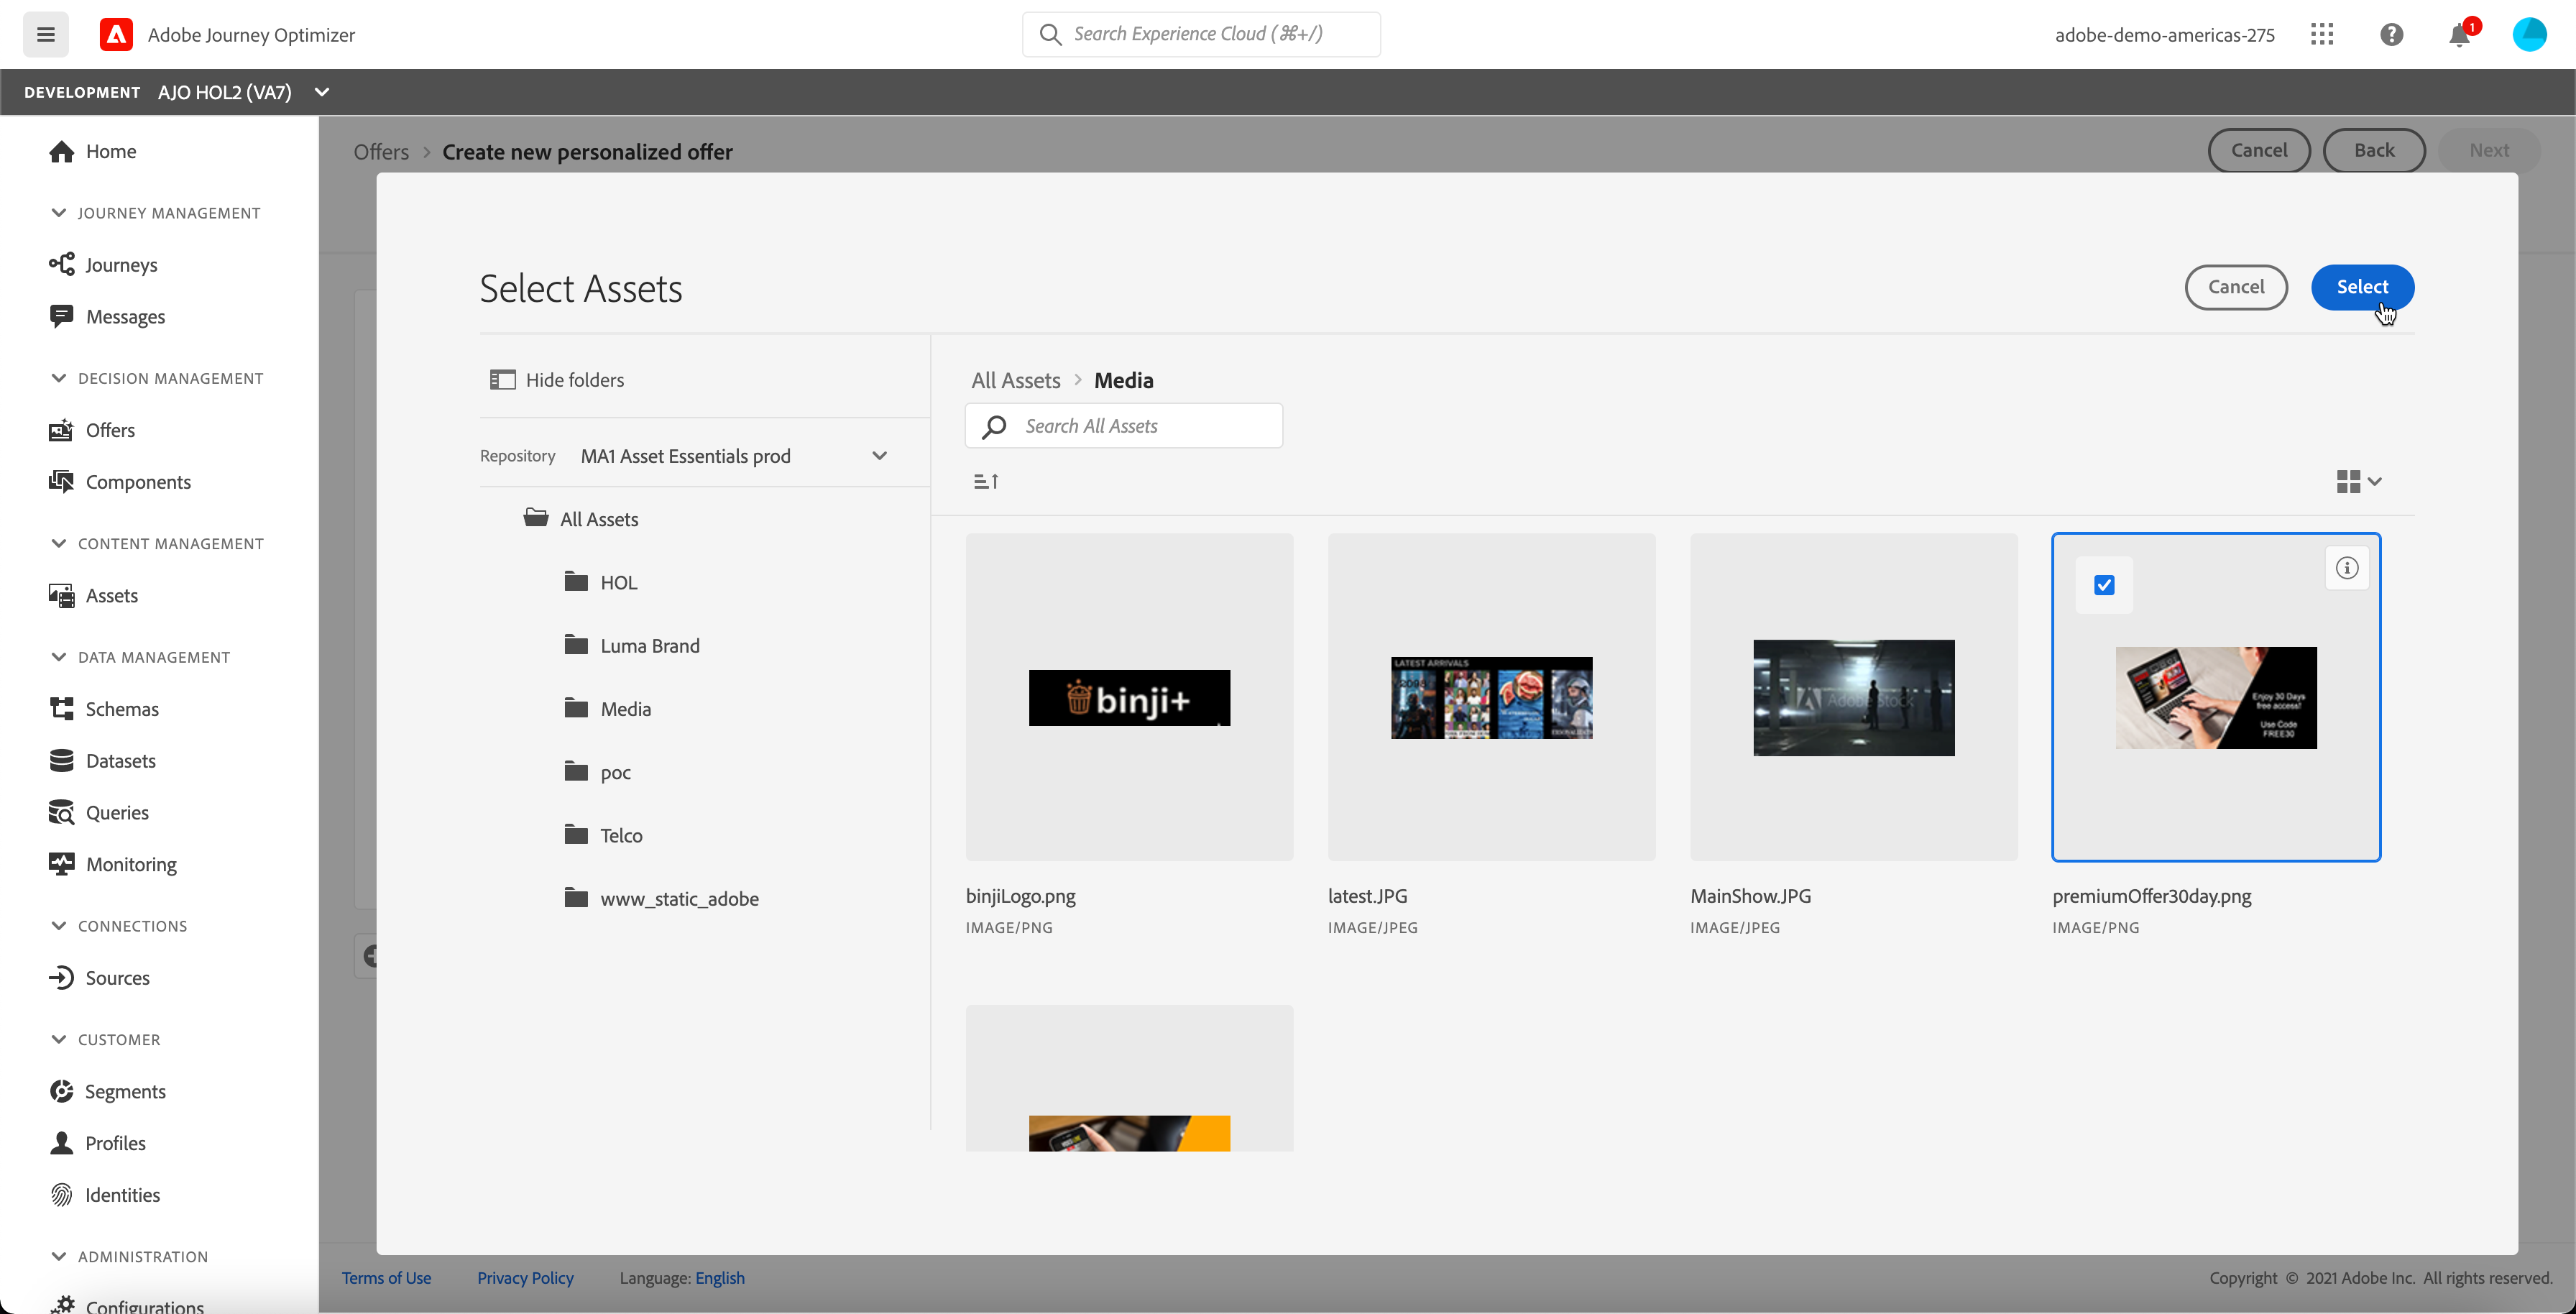 Adobe Journey Optimizer
Search Experience Cloud (⌘+/)
adobe-demo-americas-275
1
DEVELOPMENT AJO HOL2 (VA7)
Home
JOURNEY MANAGEMENT
Journeys
Messages
DECISION MANAGEMENT
Offers
Components
CONTENT MANAGEMENT
Assets
DATA MANAGEMENT
Schemas
Datasets
Queries
Monitoring
CONNECTIONS
Sources
CUSTOMER
Segments
Profiles
Identities
ADMINISTRATION
Configurations
Offers > Create new personalized offer
Cancel
Back
Next
Select Assets
Cancel
Select
Hide folders
Repository MA1 Asset Essentials prod
All Assets
HOL
Luma Brand
Media
poc
Telco
www_static_adobe
All Assets > Media
Search All Assets
binji+
binjiLogo.png
IMAGE/PNG
LATEST ARRIVALS
latest.JPG
IMAGE/JPEG
Adobe Stock
MainShow.JPG
IMAGE/JPEG
Enjoy 30 Days
free access!
Use Code
FREE30
premiumOffer30day.png
IMAGE/PNG
Terms of Use
Privacy Policy
Language: English
Copyright © 2021 Adobe Inc. All rights reserved.